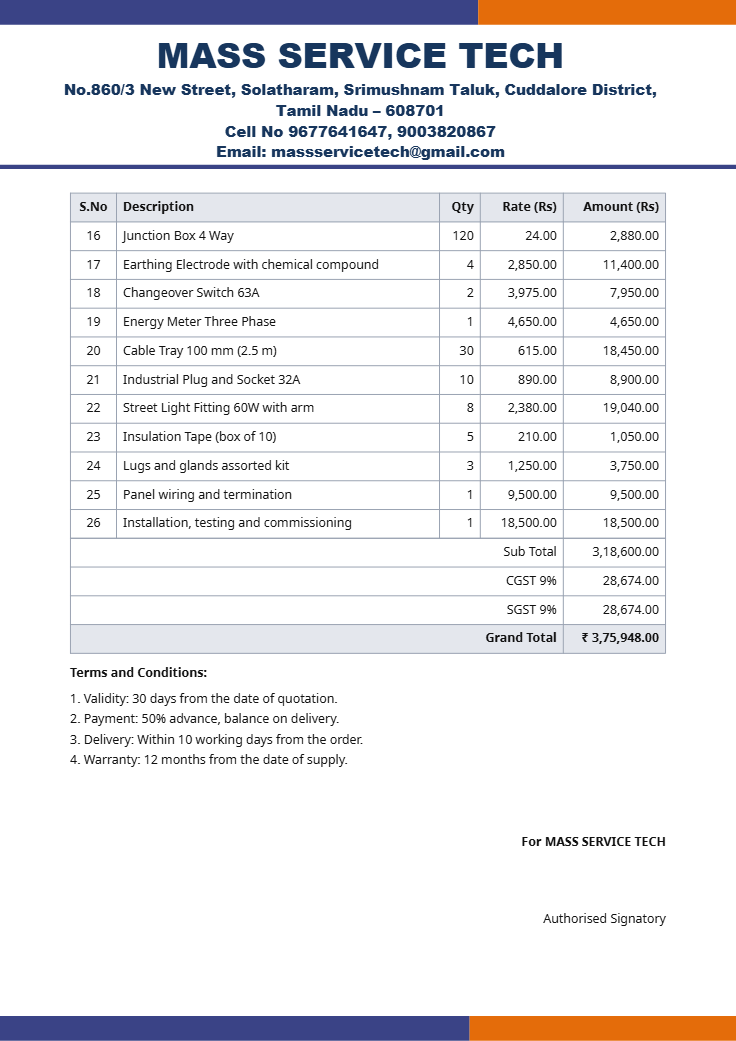 MASS SERVICE TECH
No.860/3 New Street, Solatharam, Srimushnam Taluk, Cuddalore District,
Tamil Nadu – 608701
Cell No 9677641647, 9003820867
Email: massservicetech@gmail.com
S.No Description Qty Rate (Rs) Amount (Rs)
16 Junction Box 4 Way 120 24.00 2,880.00
17 Earthing Electrode with chemical compound 4 2,850.00 11,400.00
18 Changeover Switch 63A 2 3,975.00 7,950.00
19 Energy Meter Three Phase 1 4,650.00 4,650.00
20 Cable Tray 100 mm (2.5 m) 30 615.00 18,450.00
21 Industrial Plug and Socket 32A 10 890.00 8,900.00
22 Street Light Fitting 60W with arm 8 2,380.00 19,040.00
23 Insulation Tape (box of 10) 5 210.00 1,050.00
24 Lugs and glands assorted kit 3 1,250.00 3,750.00
25 Panel wiring and termination 1 9,500.00 9,500.00
26 Installation, testing and commissioning 1 18,500.00 18,500.00
Sub Total 3,18,600.00
CGST 9% 28,674.00
SGST 9% 28,674.00
Grand Total ₹ 3,75,948.00
Terms and Conditions:
1. Validity: 30 days from the date of quotation.
2. Payment: 50% advance, balance on delivery.
3. Delivery: Within 10 working days from the order.
4. Warranty: 12 months from the date of supply.
For MASS SERVICE TECH
Authorised Signatory